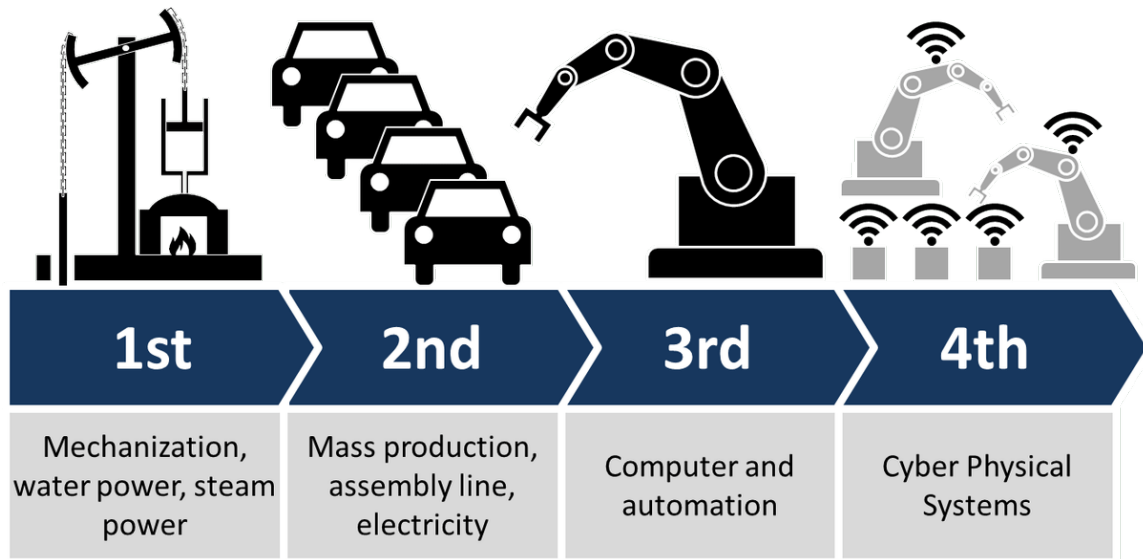 1st
2nd
3rd
4th
Mechanization,
water power, steam
power
Mass production,
assembly line,
electricity
Computer and
automation
Cyber Physical
Systems